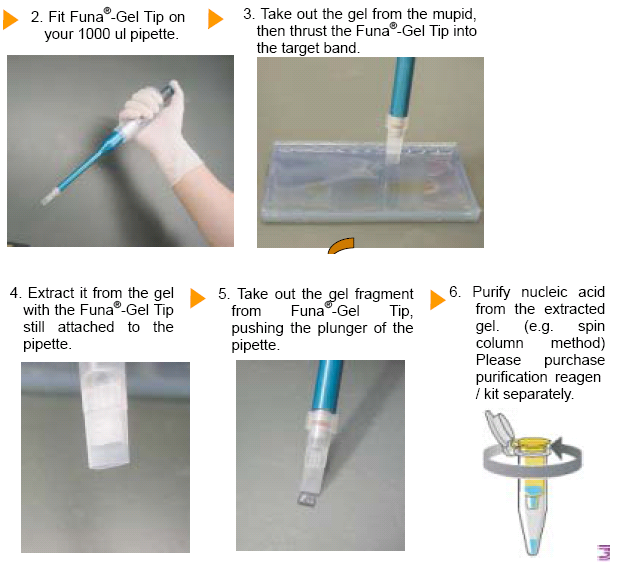 2. Fit Funa®-Gel Tip on
your 1000 ul pipette.
3. Take out the gel from the mupid,
then thrust the Funa®-Gel Tip into
the target band.
4. Extract it from the gel
with the Funa®-Gel Tip
still attached to the
pipette.
5. Take out the gel fragment
from Funa®-Gel Tip,
pushing the plunger of the
pipette.
6. Purify nucleic acid
from the extracted
gel. (e.g. spin
column method)
Please purchase
purification reagen
/ kit separately.